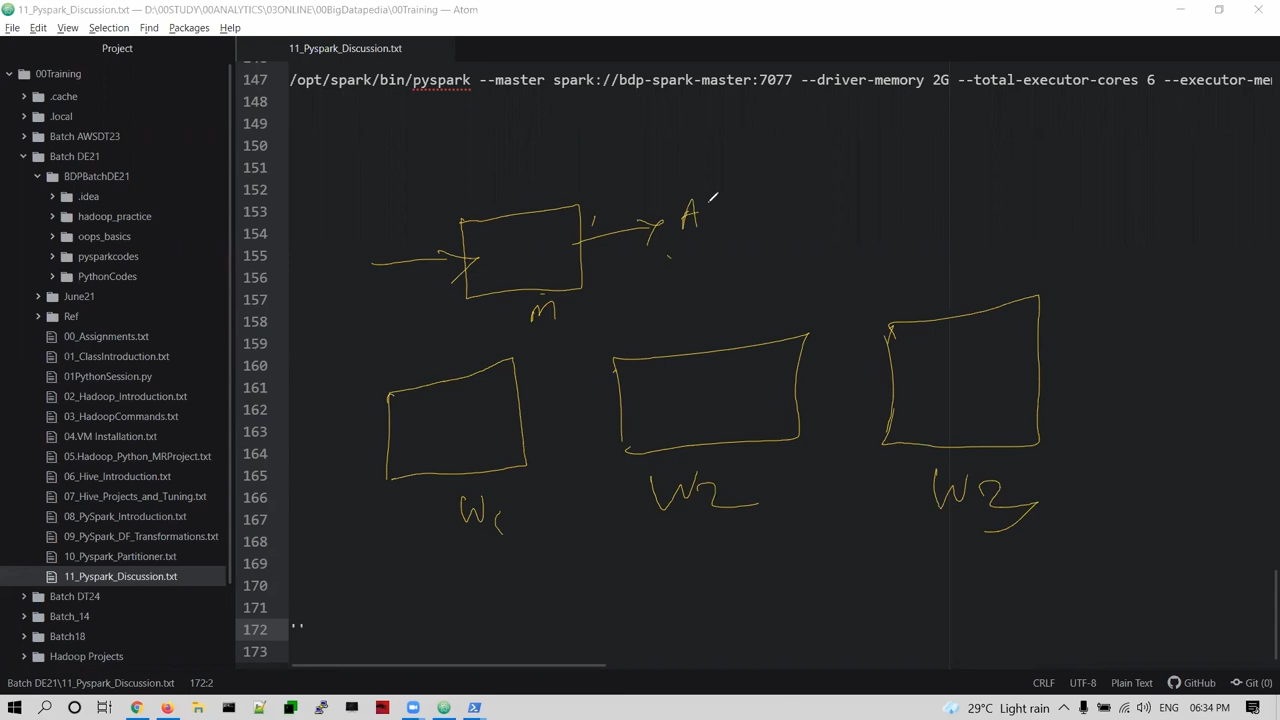 11_Pyspark_Discussion.txt — D:\00STUDY\00ANALYTICS\03ONLINE\00BigDatapedia\00Training — Atom
File Edit View Selection Find Packages Help
Project
11_Pyspark_Discussion.txt
00Training
.cache
.local
Batch AWSDT23
Batch DE21
BDPBatchDE21
.idea
hadoop_practice
oops_basics
pysparkcodes
PythonCodes
June21
Ref
00_Assignments.txt
01_ClassIntroduction.txt
01PythonSession.py
02_Hadoop_Introduction.txt
03_HadoopCommands.txt
04.VM Installation.txt
05.Hadoop_Python_MRProject.txt
06_Hive_Introduction.txt
07_Hive_Projects_and_Tuning.txt
08_PySpark_Introduction.txt
09_PySpark_DF_Transformations.txt
10_Pyspark_Partitioner.txt
11_Pyspark_Discussion.txt
Batch DT24
Batch_14
Batch18
Hadoop Projects
147 /opt/spark/bin/pyspark --master spark://bdp-spark-master:7077 --driver-memory 2G --total-executor-cores 6 --executor-me
148
149
150
151
152
153
154
155
156
157
158
159
160
161
162
163
164
165
166
167
168
169
170
171
172 ''
173
A
m
W1
W2
W3
Batch DE21\11_Pyspark_Discussion.txt 172:2
CRLF UTF-8 Plain Text GitHub Git (0)
29°C Light rain 06:34 PM